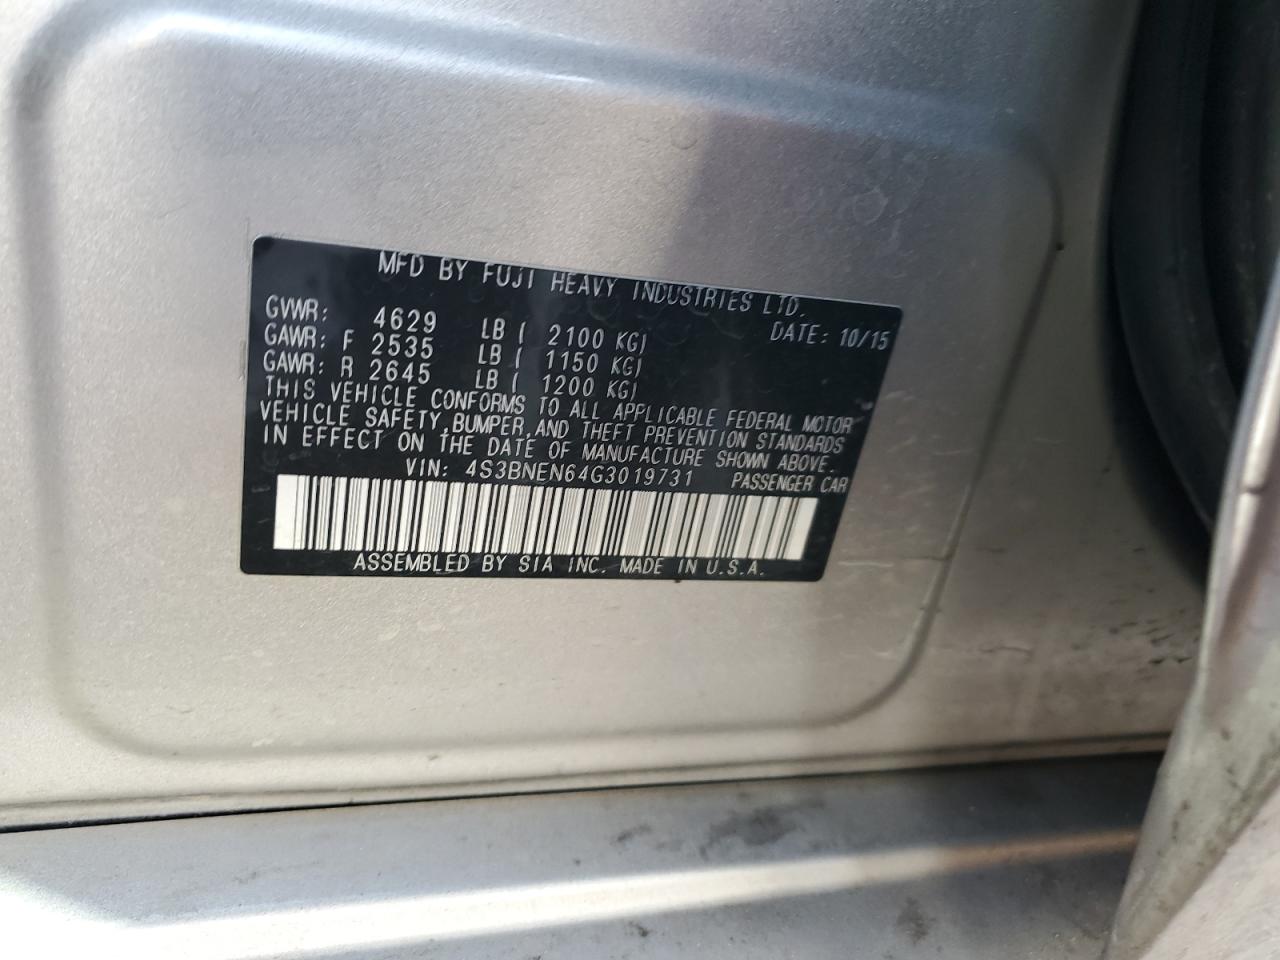 MFD BY FUJI HEAVY INDUSTRIES LTD.
DATE: 10/15
GVWR: 4629 LB ( 2100 KG)
GAWR: F 2535 LB ( 1150 KG)
GAWR: R 2645 LB ( 1200 KG)
THIS VEHICLE CONFORMS TO ALL APPLICABLE FEDERAL MOTOR
VEHICLE SAFETY, BUMPER, AND THEFT PREVENTION STANDARDS
IN EFFECT ON THE DATE OF MANUFACTURE SHOWN ABOVE.
VIN: 4S3BNEN64G3019731 PASSENGER CAR
ASSEMBLED BY SIA INC. MADE IN U.S.A.